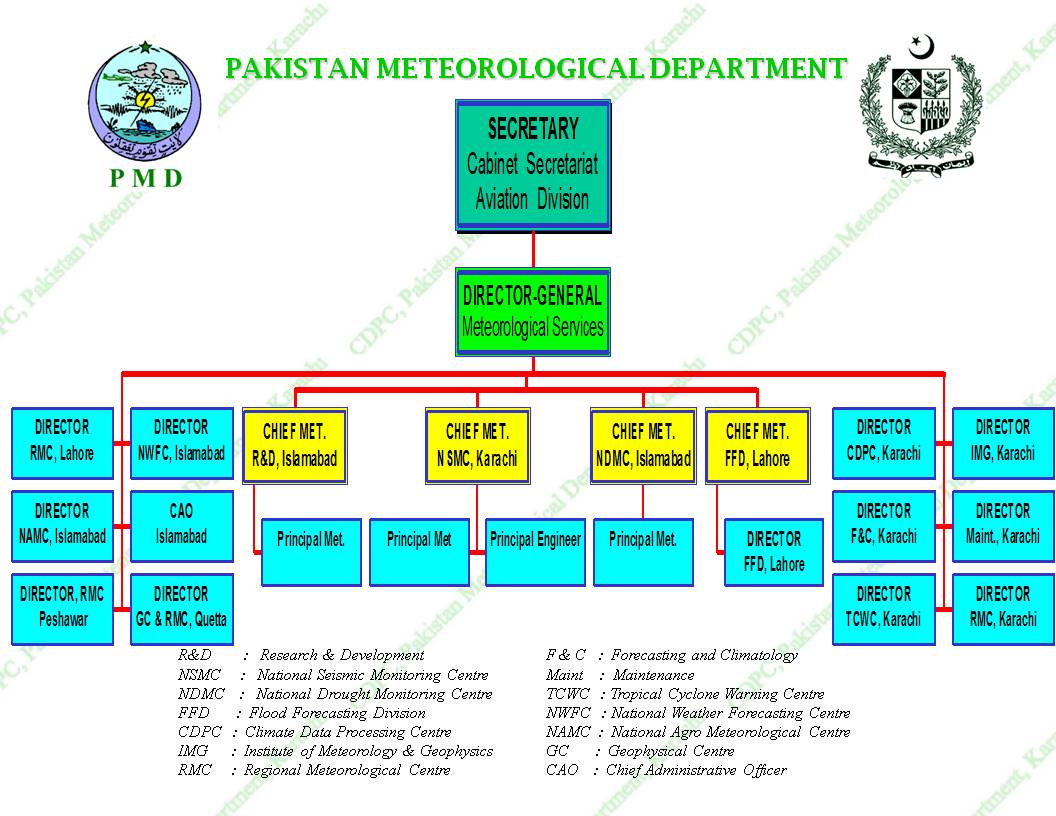 PAKISTAN METEOROLOGICAL DEPARTMENT
P M D
SECRETARY
Cabinet Secretariat
Aviation Division
DIRECTOR-GENERAL
Meteorological Services
DIRECTOR
RMC, Lahore
DIRECTOR
NWFC, Islamabad
CHIEF MET.
R&D, Islamabad
CHIEF MET.
NSMC, Karachi
CHIEF MET.
NDMC, Islamabad
CHIEF MET.
FFD, Lahore
DIRECTOR
CDPC, Karachi
DIRECTOR
IMG, Karachi
DIRECTOR
NAMC, Islamabad
CAO
Islamabad
Principal Met.
Principal Met
Principal Engineer
Principal Met.
DIRECTOR
FFD, Lahore
DIRECTOR
F&C, Karachi
DIRECTOR
Maint., Karachi
DIRECTOR, RMC
Peshawar
DIRECTOR
GC & RMC, Quetta
DIRECTOR
TCWC, Karachi
DIRECTOR
RMC, Karachi
R&D : Research & Development
NSMC : National Seismic Monitoring Centre
NDMC : National Drought Monitoring Centre
FFD : Flood Forecasting Division
CDPC : Climate Data Processing Centre
IMG : Institute of Meteorology & Geophysics
RMC : Regional Meteorological Centre
F & C : Forecasting and Climatology
Maint : Maintenance
TCWC : Tropical Cyclone Warning Centre
NWFC : National Weather Forecasting Centre
NAMC : National Agro Meteorological Centre
GC : Geophysical Centre
CAO : Chief Administrative Officer
CDPC, Pakistan Meteorological Department, Karachi